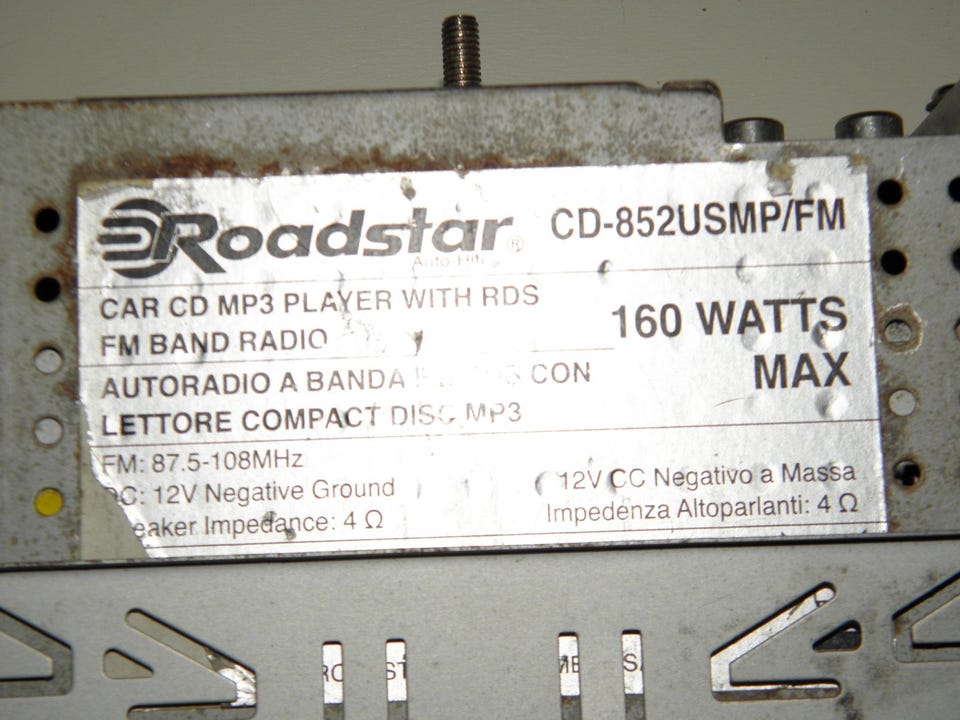 Roadstar®
Auto-Hifi
CD-852USMP/FM
CAR CD MP3 PLAYER WITH RDS
FM BAND RADIO
160 WATTS
MAX
AUTORADIO A BANDA CON
LETTORE COMPACT DISC MP3
FM: 87.5-108MHz
DC: 12V Negative Ground
eaker Impedance: 4 Ω
12V CC Negativo a Massa
Impedenza Altoparlanti: 4 Ω